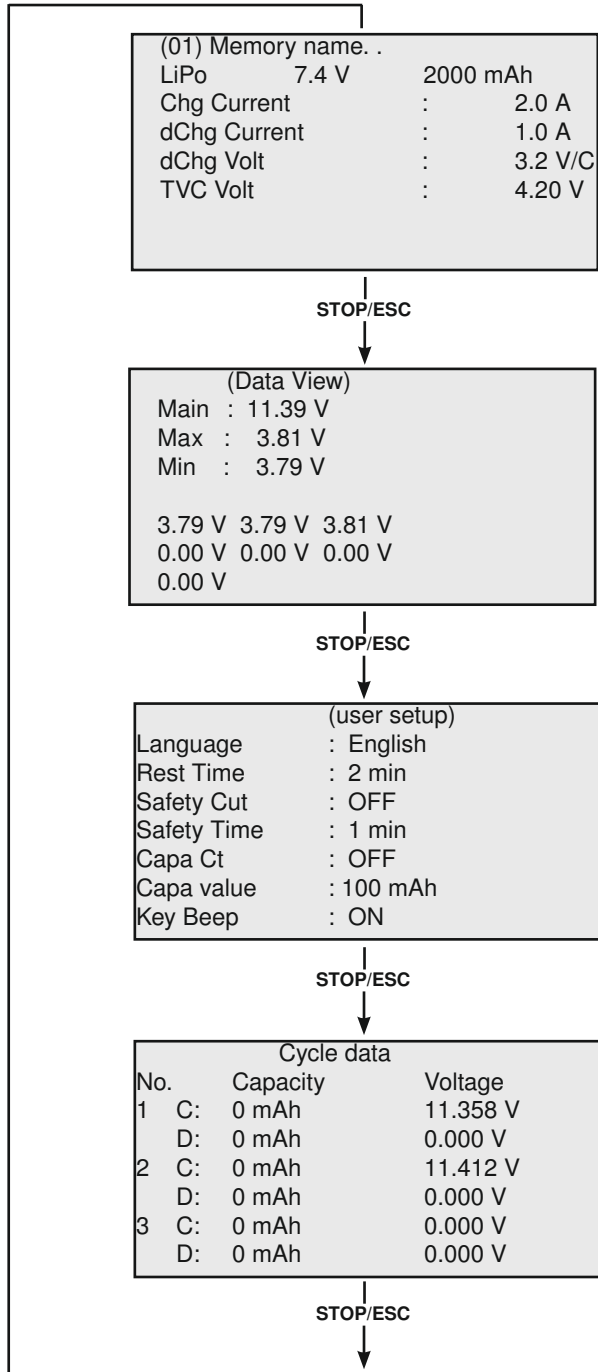 (01) Memory name. .
LiPo 7.4 V 2000 mAh
Chg Current : 2.0 A
dChg Current : 1.0 A
dChg Volt : 3.2 V/C
TVC Volt : 4.20 V
STOP/ESC
(Data View)
Main : 11.39 V
Max : 3.81 V
Min : 3.79 V
3.79 V 3.79 V 3.81 V
0.00 V 0.00 V 0.00 V
0.00 V
STOP/ESC
(user setup)
Language : English
Rest Time : 2 min
Safety Cut : OFF
Safety Time : 1 min
Capa Ct : OFF
Capa value : 100 mAh
Key Beep : ON
STOP/ESC
Cycle data
No. Capacity Voltage
1 C: 0 mAh 11.358 V
D: 0 mAh 0.000 V
2 C: 0 mAh 11.412 V
D: 0 mAh 0.000 V
3 C: 0 mAh 0.000 V
D: 0 mAh 0.000 V
STOP/ESC